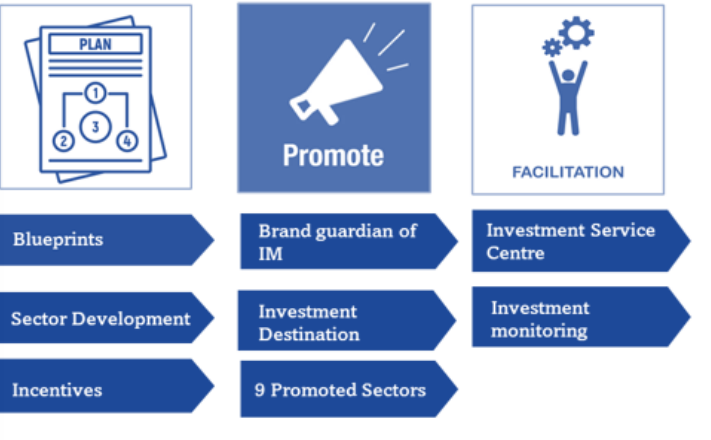 PLAN
1
2
3
4
Blueprints
Sector Development
Incentives
Promote
Brand guardian of
IM
Investment
Destination
9 Promoted Sectors
FACILITATION
Investment Service
Centre
Investment
monitoring